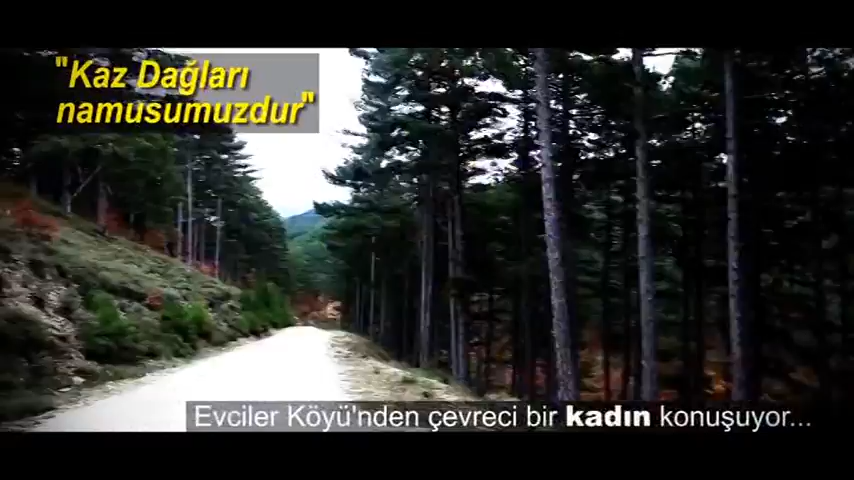 "Kaz Dağları
namusumuzdur"
Evciler Köyü'nden çevreci bir kadın konuşuyor...